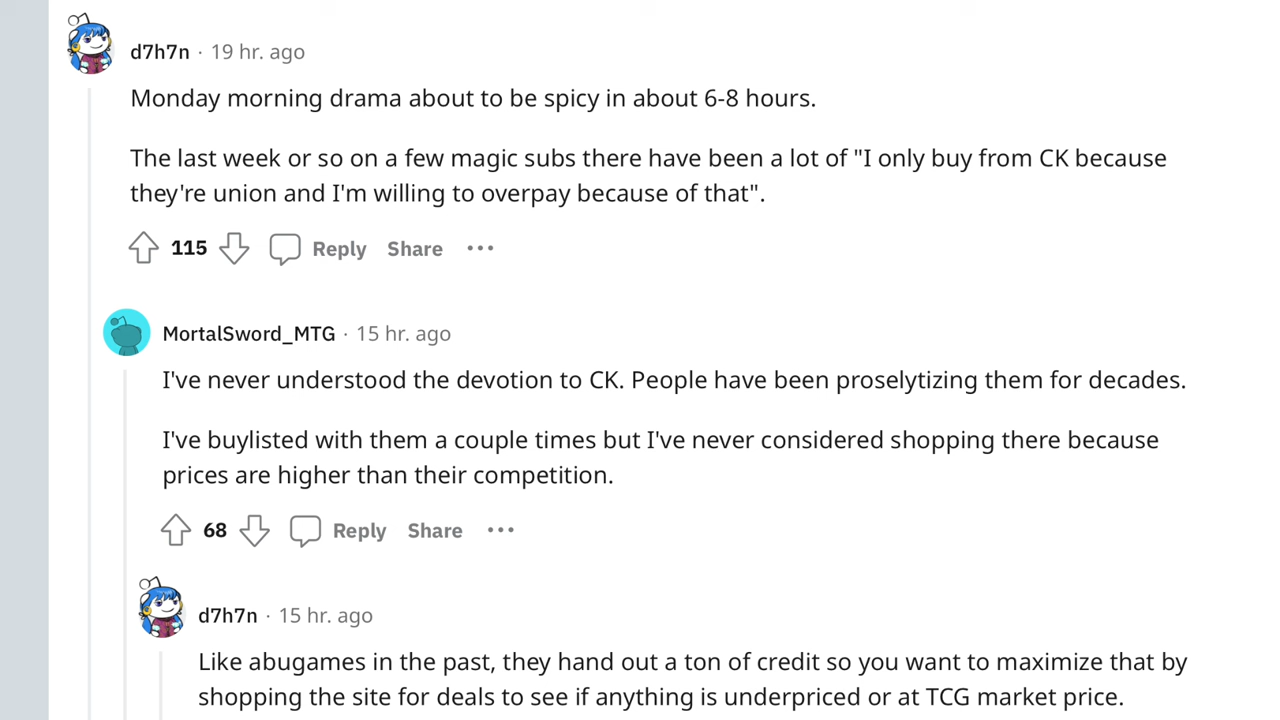 d7h7n · 19 hr. ago
Monday morning drama about to be spicy in about 6-8 hours.
The last week or so on a few magic subs there have been a lot of "I only buy from CK because
they're union and I'm willing to overpay because of that".
115 Reply Share ···
MortalSword_MTG · 15 hr. ago
I've never understood the devotion to CK. People have been proselytizing them for decades.
I've buylisted with them a couple times but I've never considered shopping there because
prices are higher than their competition.
68 Reply Share ···
d7h7n · 15 hr. ago
Like abugames in the past, they hand out a ton of credit so you want to maximize that by
shopping the site for deals to see if anything is underpriced or at TCG market price.